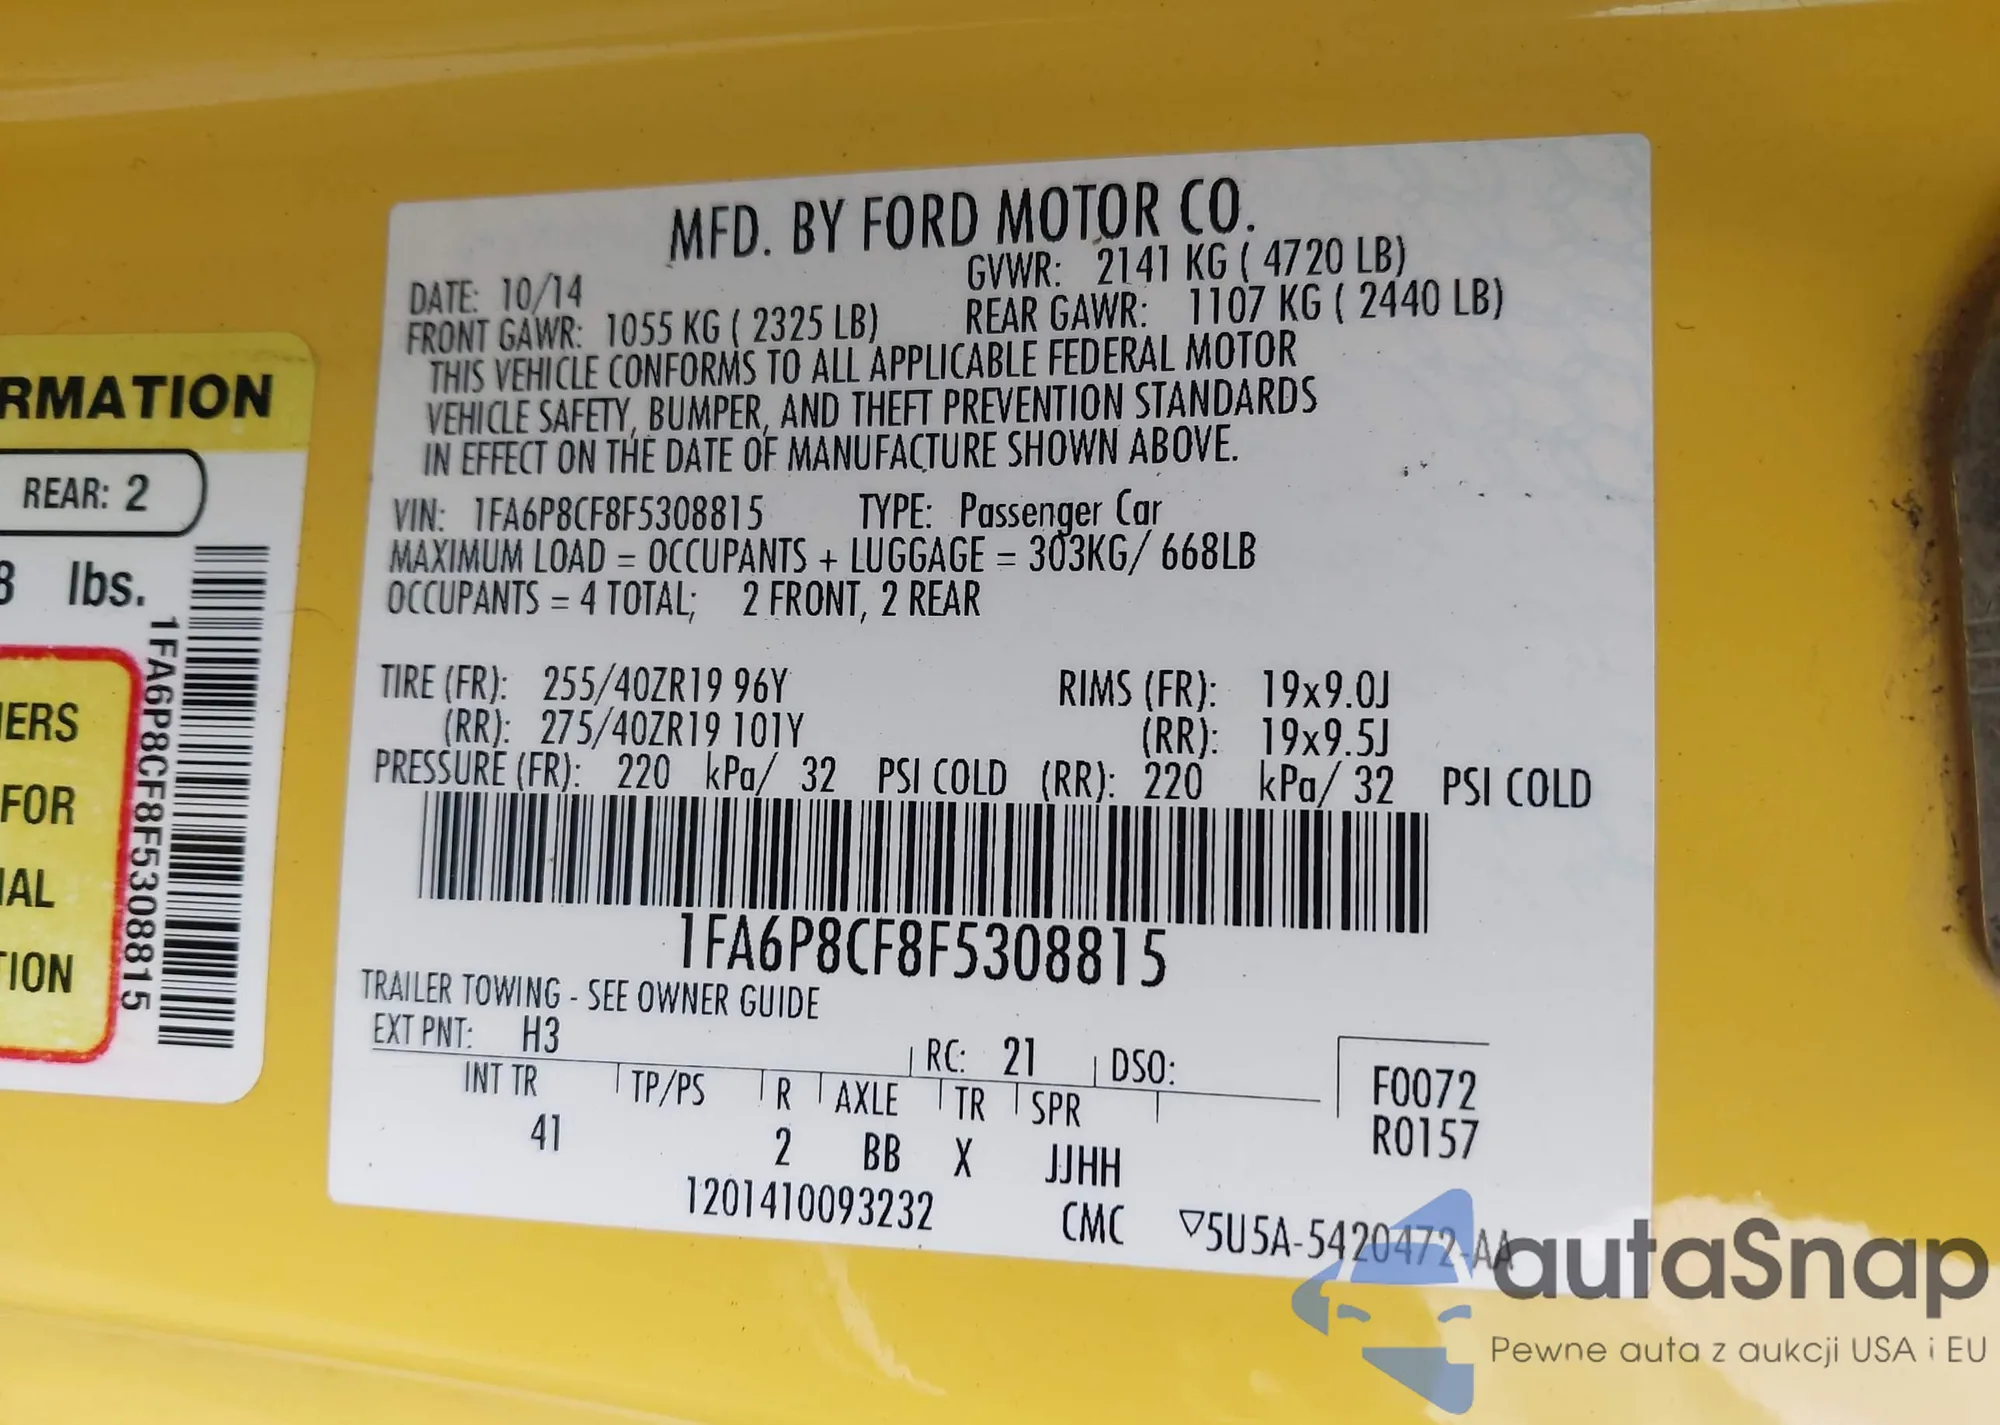 RMATION
REAR: 2
8 lbs.
IERS
FOR
IAL
TION
1FA6P8CF8F5308815
MFD. BY FORD MOTOR CO.
DATE: 10/14 GVWR: 2141 KG ( 4720 LB)
FRONT GAWR: 1055 KG ( 2325 LB) REAR GAWR: 1107 KG ( 2440 LB)
THIS VEHICLE CONFORMS TO ALL APPLICABLE FEDERAL MOTOR
VEHICLE SAFETY, BUMPER, AND THEFT PREVENTION STANDARDS
IN EFFECT ON THE DATE OF MANUFACTURE SHOWN ABOVE.
VIN: 1FA6P8CF8F5308815 TYPE: Passenger Car
MAXIMUM LOAD = OCCUPANTS + LUGGAGE = 303KG/ 668LB
OCCUPANTS = 4 TOTAL; 2 FRONT, 2 REAR
TIRE (FR): 255/40ZR19 96Y RIMS (FR): 19x9.0J
(RR): 275/40ZR19 101Y (RR): 19x9.5J
PRESSURE (FR): 220 kPa/ 32 PSI COLD (RR): 220 kPa/ 32 PSI COLD
1FA6P8CF8F5308815
TRAILER TOWING - SEE OWNER GUIDE
EXT PNT: H3 RC: 21 DSO: F0072
INT TR TP/PS R AXLE TR SPR R0157
41 2 BB X JJHH
1201410093232 CMC ▽5U5A-5420472-AA
autaSnap
Pewne auta z aukcji USA i EU